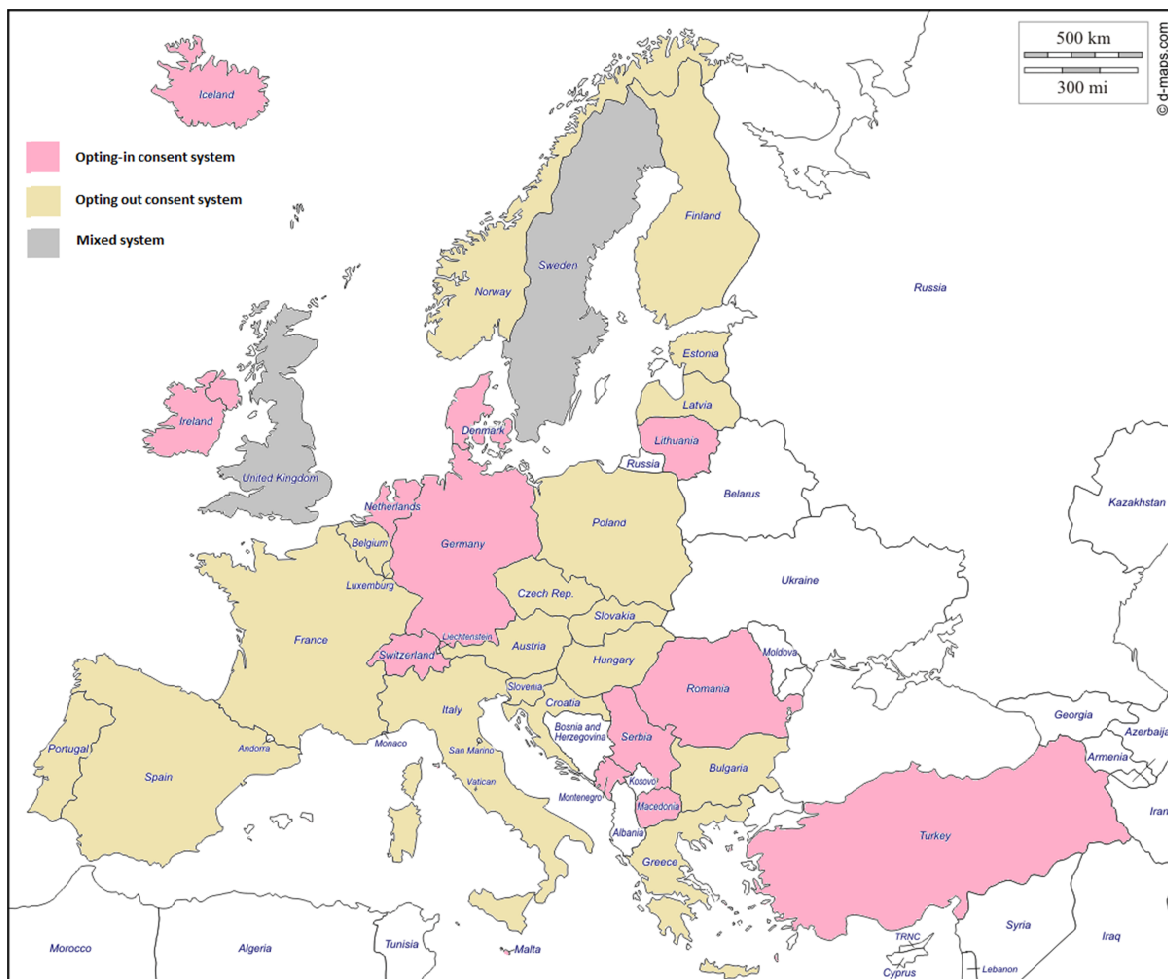 500 km
300 mi
© d-maps.com
Iceland
Opting-in consent system
Opting out consent system
Mixed system
Finland
Sweden
Norway
Russia
Estonia
Latvia
Ireland
Denmark
Lithuania
Russia
United Kingdom
Netherlands
Belarus
Kazakhstan
Poland
Belgium
Germany
Luxemburg
Czech Rep.
Ukraine
Slovakia
France
Liechtenstein
Switzerland
Austria
Hungary
Moldova
Slovenia
Romania
Croatia
Italy
Bosnia and
Herzegovina
Serbia
Georgia
Azerbaija
Portugal
Andorra
Monaco
San Marino
Armenia
Spain
Vatican
Bulgaria
Kosovo
Montenegro
Macedonia
Iran
Albania
Turkey
Greece
Syria
Morocco
Algeria
Tunisia
Malta
TRNC
Iraq
Cyprus
Lebanon